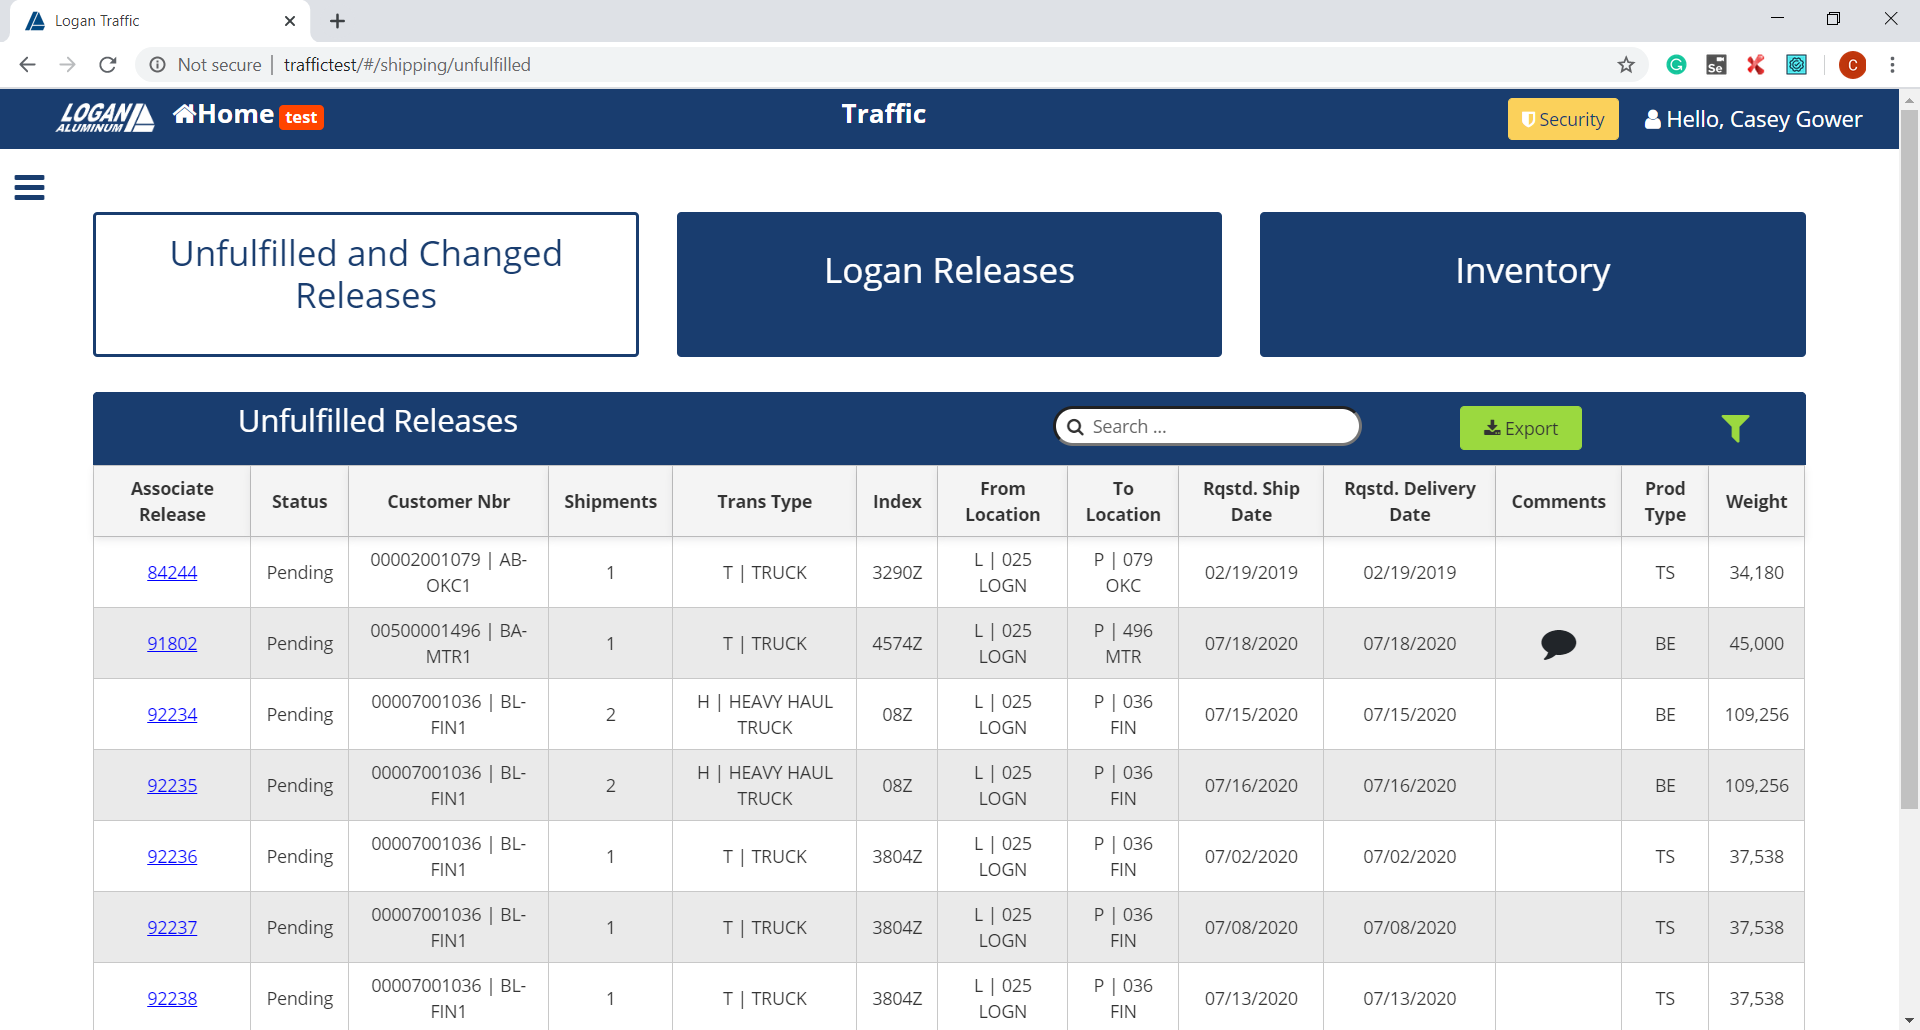 Logan Traffic
Not secure | traffictest/#/shipping/unfulfilled
Se
C
LOGAN
ALUMINUM
Home test
Traffic
Security
Hello, Casey Gower
Unfulfilled and Changed
Releases
Logan Releases
Inventory
Unfulfilled Releases
Search ...
Export
Associate
Release
Status
Customer Nbr
Shipments
Trans Type
Index
From
Location
To
Location
Rqstd. Ship
Date
Rqstd. Delivery
Date
Comments
Prod
Type
Weight
84244
Pending
00002001079 | AB-
OKC1
1
T | TRUCK
3290Z
L | 025
LOGN
P | 079
OKC
02/19/2019
02/19/2019
TS
34,180
91802
Pending
00500001496 | BA-
MTR1
1
T | TRUCK
4574Z
L | 025
LOGN
P | 496
MTR
07/18/2020
07/18/2020
BE
45,000
92234
Pending
00007001036 | BL-
FIN1
2
H | HEAVY HAUL
TRUCK
08Z
L | 025
LOGN
P | 036
FIN
07/15/2020
07/15/2020
BE
109,256
92235
Pending
00007001036 | BL-
FIN1
2
H | HEAVY HAUL
TRUCK
08Z
L | 025
LOGN
P | 036
FIN
07/16/2020
07/16/2020
BE
109,256
92236
Pending
00007001036 | BL-
FIN1
1
T | TRUCK
3804Z
L | 025
LOGN
P | 036
FIN
07/02/2020
07/02/2020
TS
37,538
92237
Pending
00007001036 | BL-
FIN1
1
T | TRUCK
3804Z
L | 025
LOGN
P | 036
FIN
07/08/2020
07/08/2020
TS
37,538
92238
Pending
00007001036 | BL-
FIN1
1
T | TRUCK
3804Z
L | 025
LOGN
P | 036
FIN
07/13/2020
07/13/2020
TS
37,538